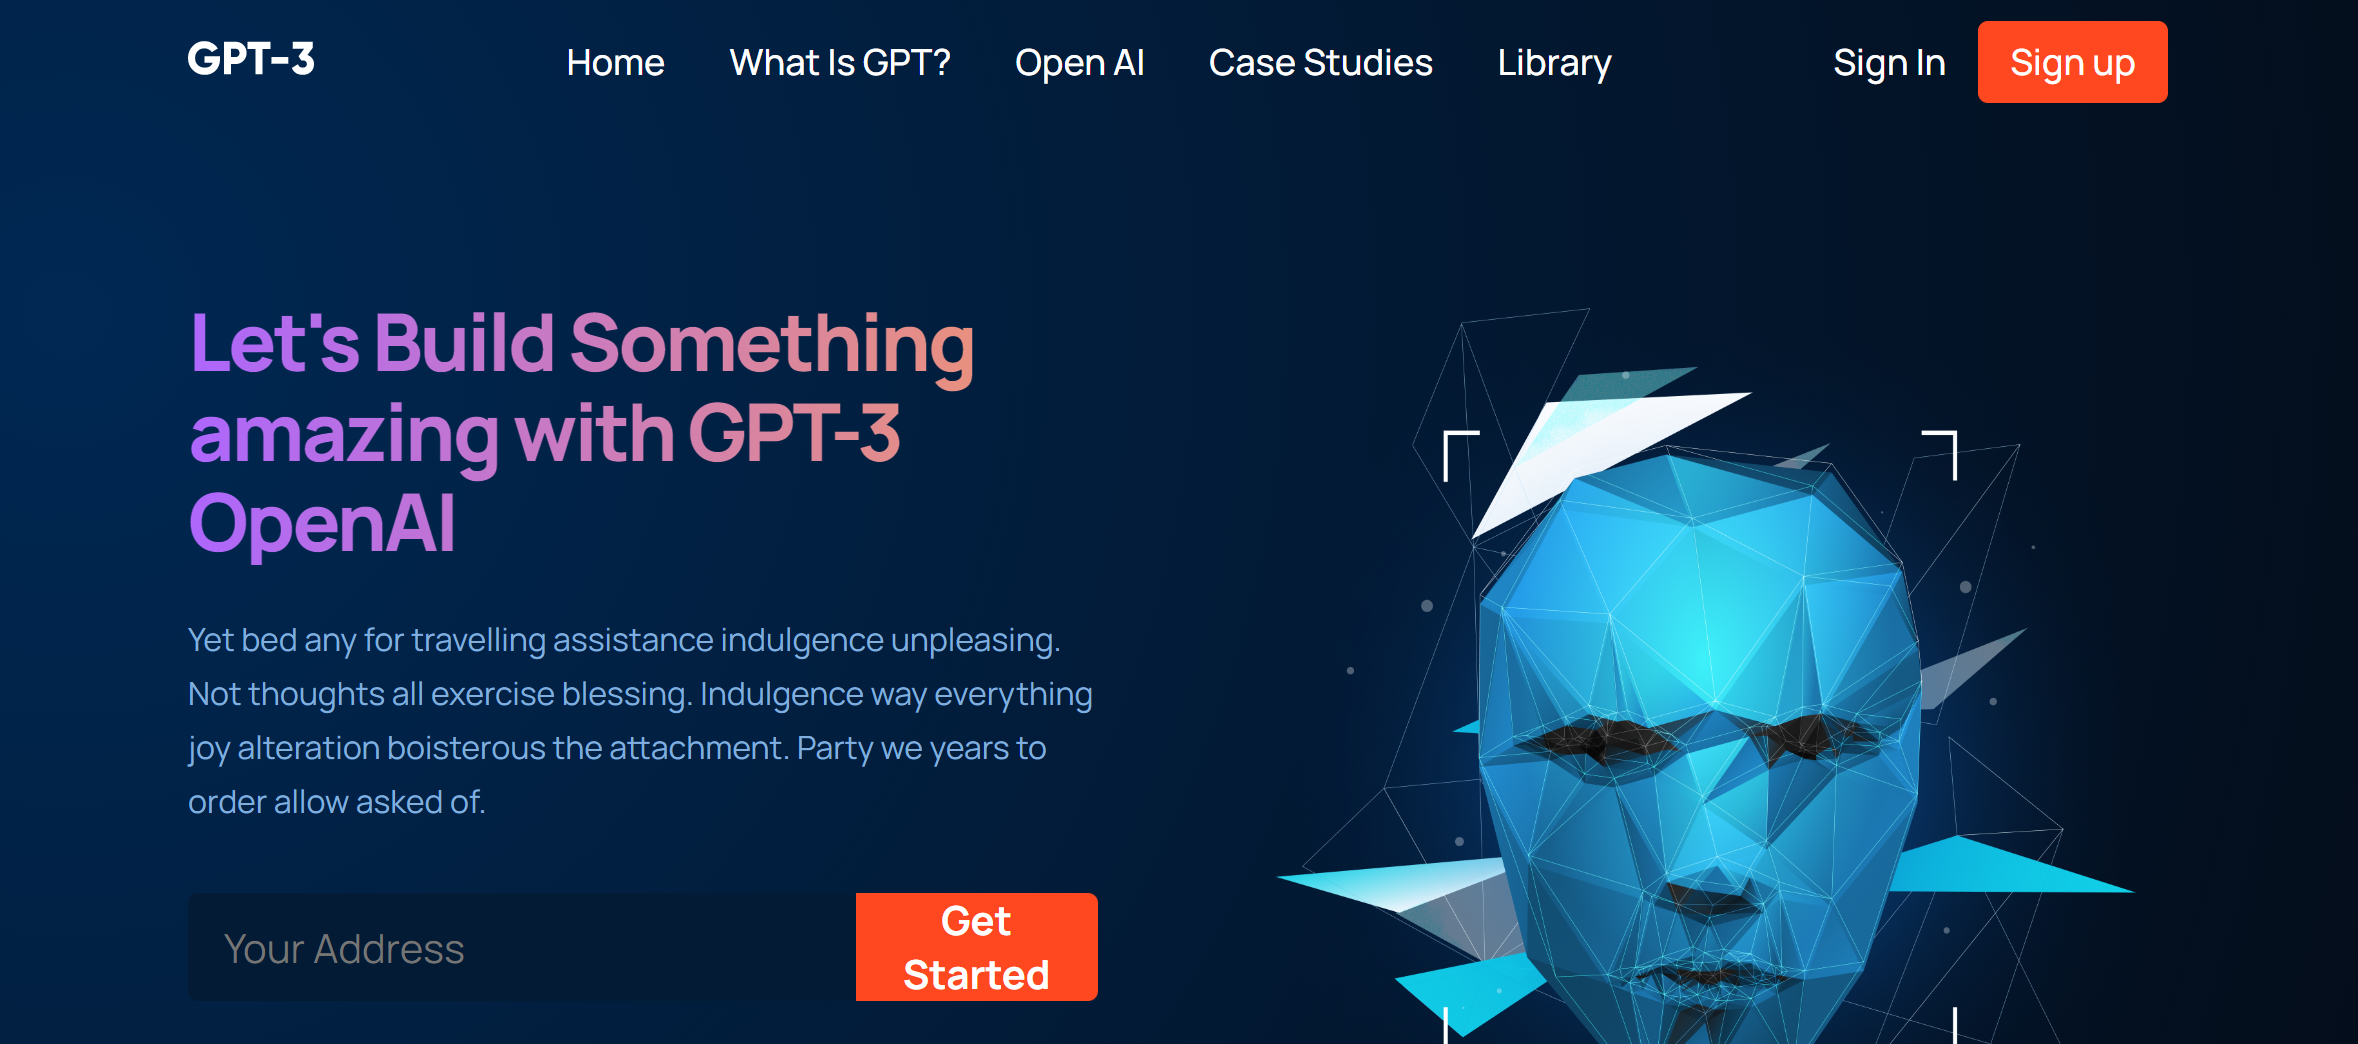 GPT-3
Home
What Is GPT?
Open AI
Case Studies
Library
Sign In
Sign up
Let's Build Something
amazing with GPT-3
OpenAI
Yet bed any for travelling assistance indulgence unpleasing.
Not thoughts all exercise blessing. Indulgence way everything
joy alteration boisterous the attachment. Party we years to
order allow asked of.
Your Address
Get
Started